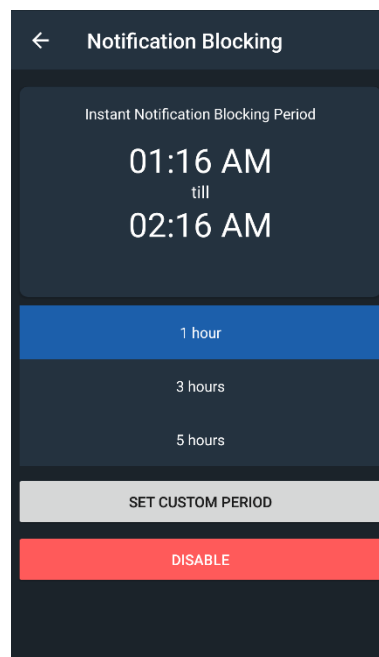 Notification Blocking
Instant Notification Blocking Period
01:16 AM
till
02:16 AM
1 hour
3 hours
5 hours
SET CUSTOM PERIOD
DISABLE